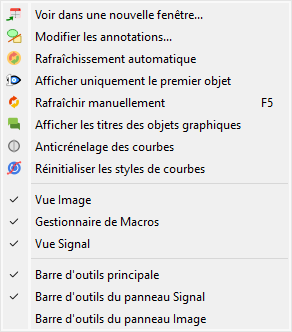 Voir dans une nouvelle fenêtre...
Modifier les annotations...
Rafraîchissement automatique
Afficher uniquement le premier objet
Rafraîchir manuellement F5
Afficher les titres des objets graphiques
Anticrénelage des courbes
Réinitialiser les styles de courbes
Vue Image
Gestionnaire de Macros
Vue Signal
Barre d'outils principale
Barre d'outils du panneau Signal
Barre d'outils du panneau Image